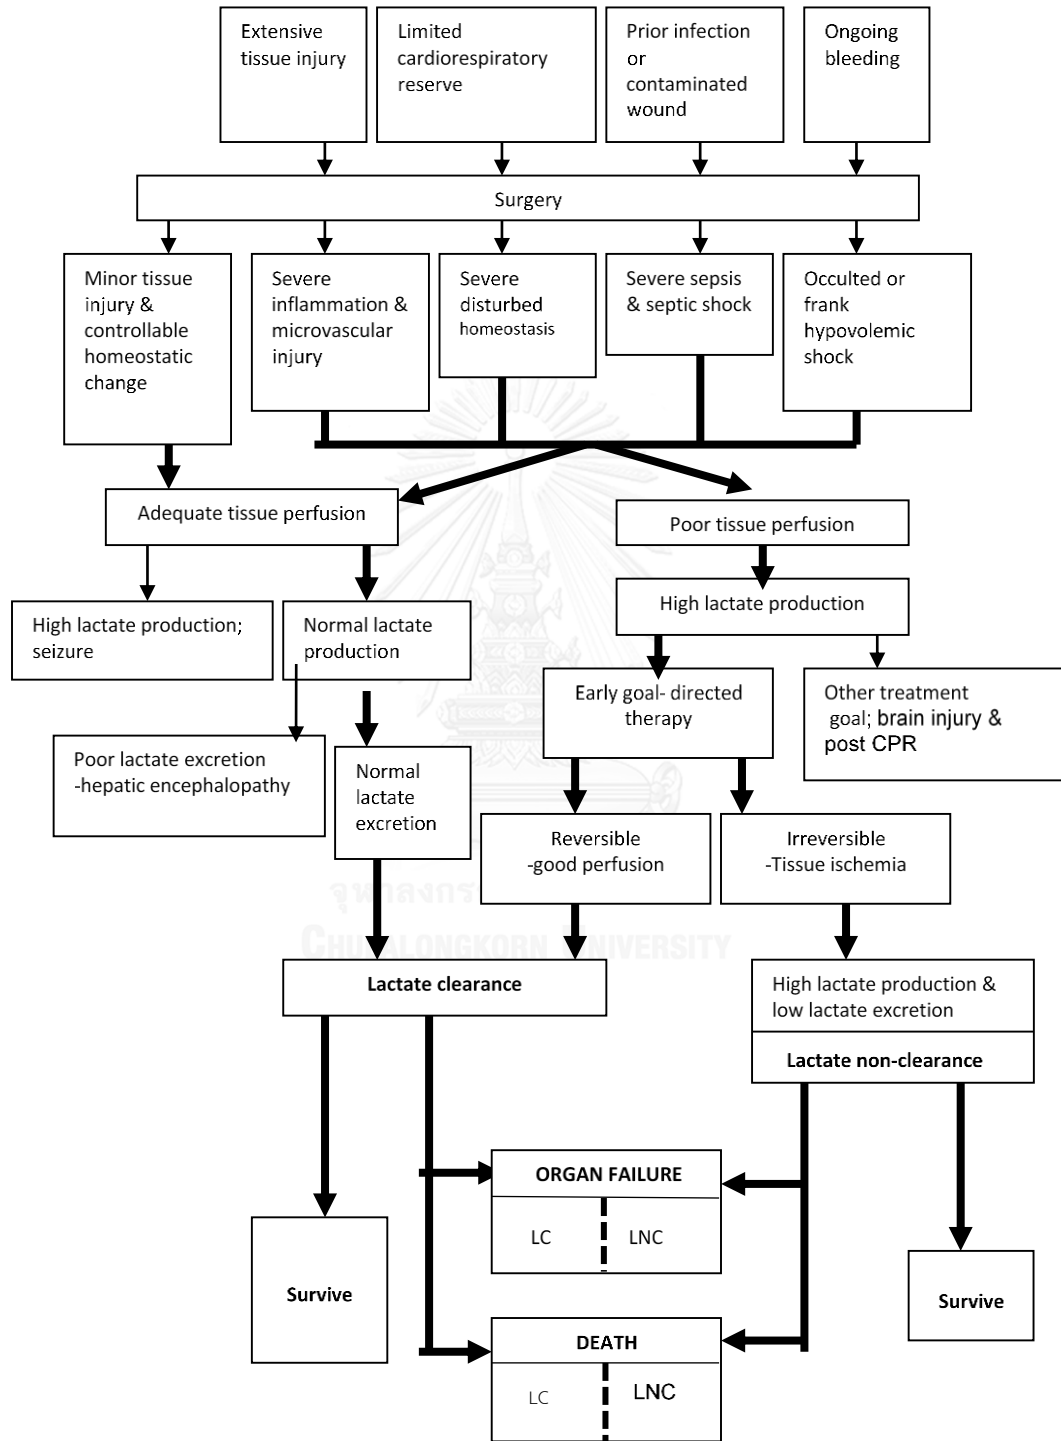 Extensive
tissue injury
Limited
cardiorespiratory
reserve
Prior infection
or
contaminated
wound
Ongoing
bleeding
Surgery
Minor tissue
injury &
controllable
homeostatic
change
Severe
inflammation &
microvascular
injury
Severe
disturbed
homeostasis
Severe sepsis
& septic shock
Occulted or
frank
hypovolemic
shock
Adequate tissue perfusion
Poor tissue perfusion
High lactate production;
seizure
Normal lactate
production
High lactate production
Early goal- directed
therapy
Other treatment
goal; brain injury &
post CPR
Poor lactate excretion
-hepatic encephalopathy
Normal
lactate
excretion
Reversible
-good perfusion
Irreversible
-Tissue ischemia
CHULALONGKORN UNIVERSITY
Lactate clearance
High lactate production &
low lactate excretion
Lactate non-clearance
ORGAN FAILURE
LC
LNC
Survive
Survive
DEATH
LC
LNC